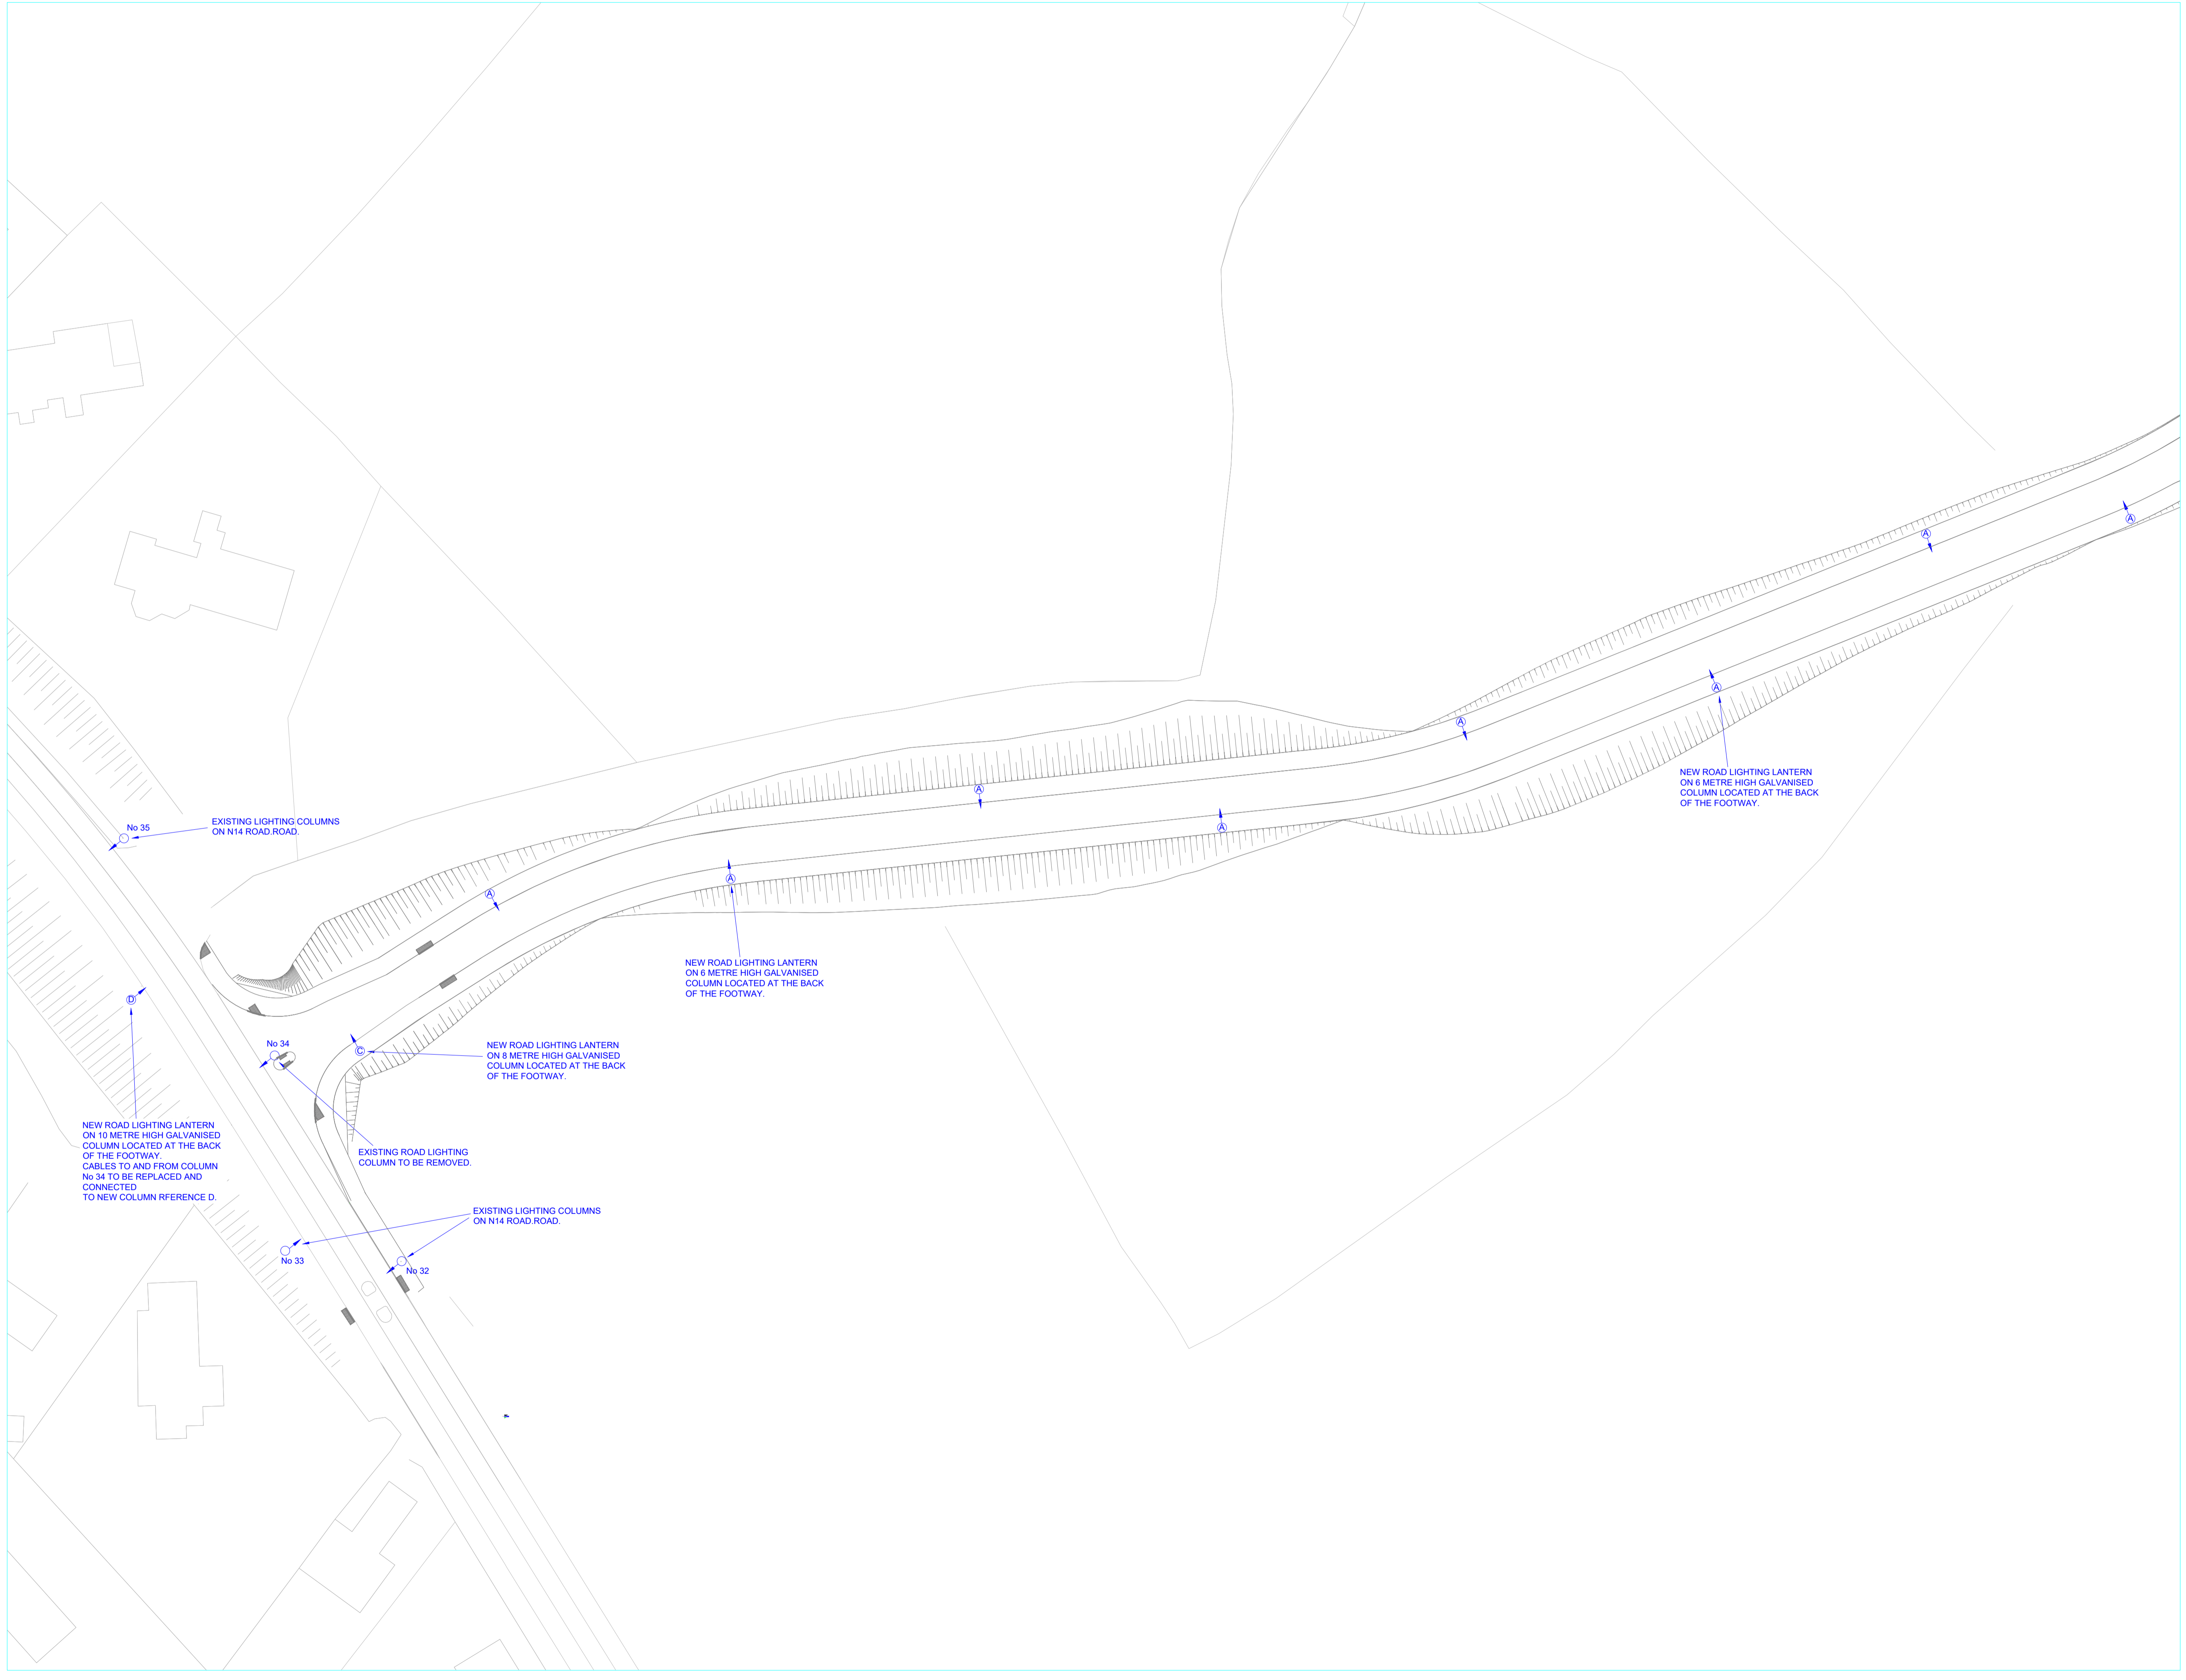 A
A
A
A
NEW ROAD LIGHTING LANTERN
ON 6 METRE HIGH GALVANISED
COLUMN LOCATED AT THE BACK
OF THE FOOTWAY.
A
A
No 35
EXISTING LIGHTING COLUMNS
ON N14 ROAD.ROAD.
A
A
NEW ROAD LIGHTING LANTERN
ON 6 METRE HIGH GALVANISED
COLUMN LOCATED AT THE BACK
OF THE FOOTWAY.
D
No 34
C
NEW ROAD LIGHTING LANTERN
ON 8 METRE HIGH GALVANISED
COLUMN LOCATED AT THE BACK
OF THE FOOTWAY.
NEW ROAD LIGHTING LANTERN
ON 10 METRE HIGH GALVANISED
COLUMN LOCATED AT THE BACK
OF THE FOOTWAY.
CABLES TO AND FROM COLUMN
No 34 TO BE REPLACED AND
CONNECTED
TO NEW COLUMN RFERENCE D.
EXISTING ROAD LIGHTING
COLUMN TO BE REMOVED.
EXISTING LIGHTING COLUMNS
ON N14 ROAD.ROAD.
No 33
No 32